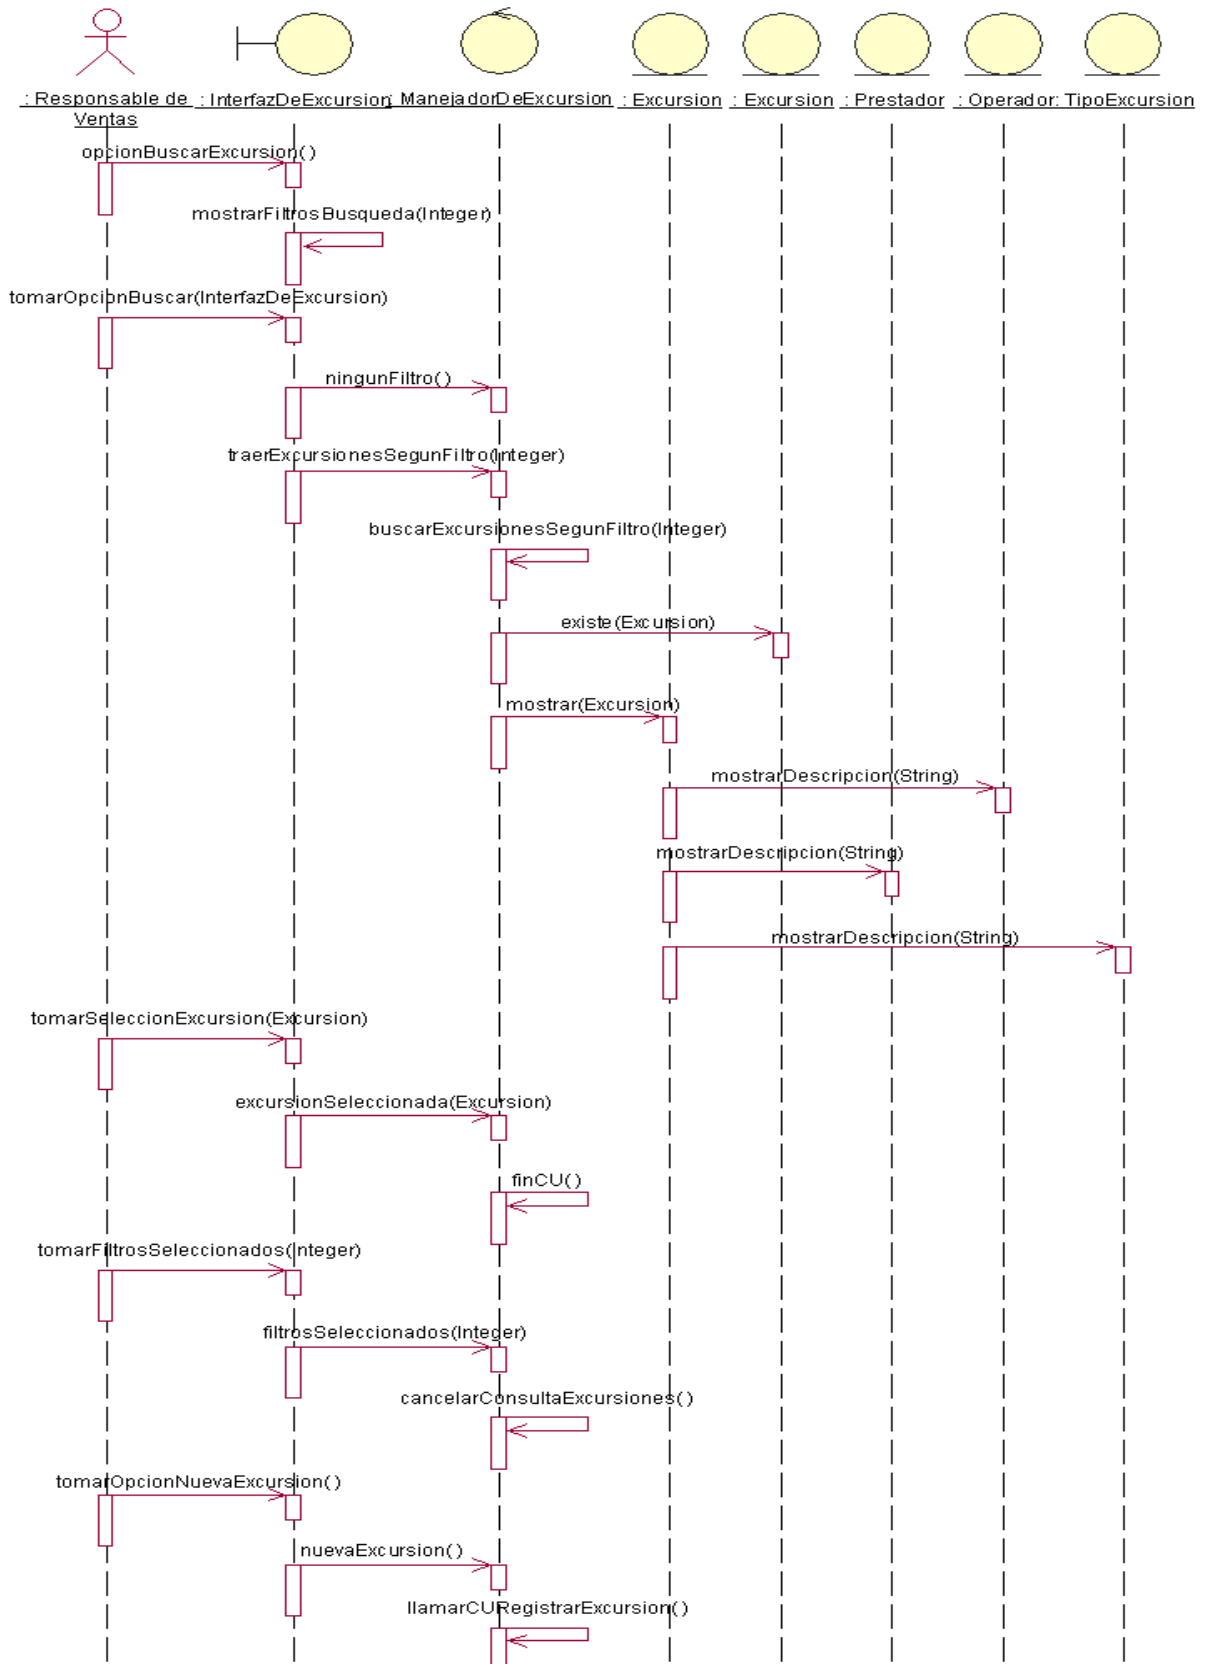 : Responsable de Ventas
: InterfazDeExcursion
: ManejadorDeExcursion
: Excursion
: Excursion
: Prestador
: Operador
: TipoExcursion
opcionBuscarExcursion()
mostrarFiltrosBusqueda(Integer)
tomarOpcionBuscar(InterfazDeExcursion)
ningunFiltro()
traerExcursionesSegunFiltro(Integer)
buscarExcursionesSegunFiltro(Integer)
existe(Excursion)
mostrar(Excursion)
mostrarDescripcion(String)
mostrarDescripcion(String)
mostrarDescripcion(String)
tomarSeleccionExcursion(Excursion)
excursionSeleccionada(Excursion)
finCU()
tomarFiltrosSeleccionados(Integer)
filtrosSeleccionados(Integer)
cancelarConsultaExcursiones()
tomarOpcionNuevaExcursion()
nuevaExcursion()
llamarCURegistrarExcursion()